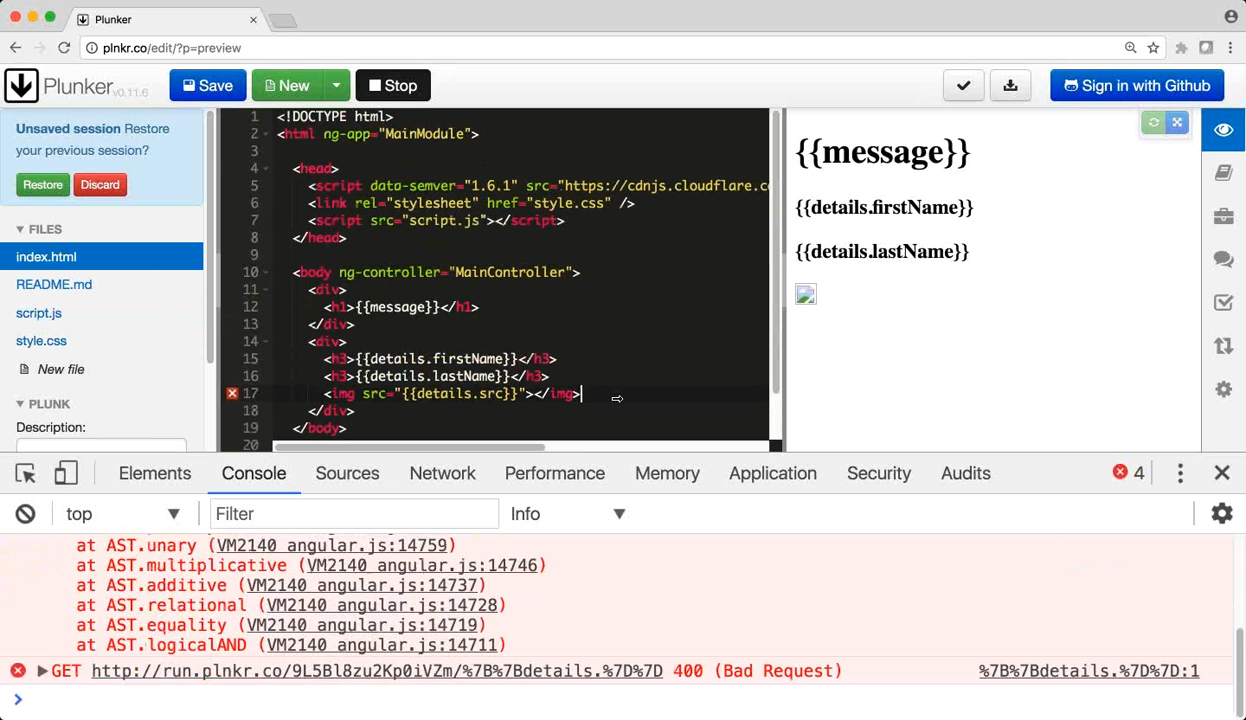 Plunker
plnkr.co/edit/?p=preview
Plunker v0.11.6
Save
New
Stop
Sign in with Github
Unsaved session Restore
your previous session?
Restore
Discard
FILES
index.html
README.md
script.js
style.css
New file
PLUNK
Description:
1 <!DOCTYPE html>
2 <html ng-app="MainModule">
3
4 <head>
5 <script data-semver="1.6.1" src="https://cdnjs.cloudflare.c
6 <link rel="stylesheet" href="style.css" />
7 <script src="script.js"></script>
8 </head>
9
10 <body ng-controller="MainController">
11 <div>
12 <h1>{{message}}</h1>
13 </div>
14 <div>
15 <h3>{{details.firstName}}</h3>
16 <h3>{{details.lastName}}</h3>
17 <img src="{{details.src}}"></img>
18 </div>
19 </body>
20
{{message}}
{{details.firstName}}
{{details.lastName}}
Elements
Console
Sources
Network
Performance
Memory
Application
Security
Audits
4
top
Filter
Info
at AST.unary (VM2140 angular.js:14759)
at AST.multiplicative (VM2140 angular.js:14746)
at AST.additive (VM2140 angular.js:14737)
at AST.relational (VM2140 angular.js:14728)
at AST.equality (VM2140 angular.js:14719)
at AST.logicalAND (VM2140 angular.js:14711)
GET http://run.plnkr.co/9L5Bl8zu2Kp0iVZm/%7B%7Bdetails.%7D%7D 400 (Bad Request) %7B%7Bdetails.%7D%7D:1